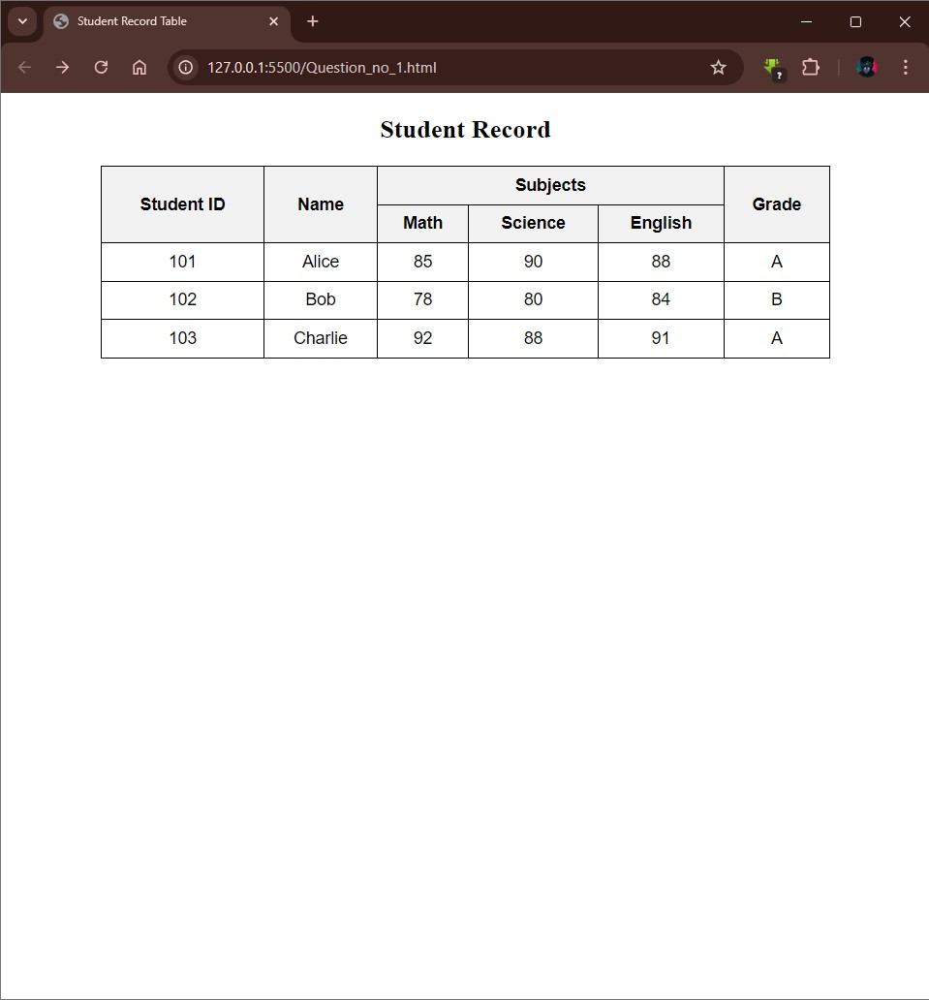 Student Record Table
127.0.0.1:5500/Question_no_1.html
?
Student Record
Student ID Name Subjects Grade
Math Science English
101 Alice 85 90 88 A
102 Bob 78 80 84 B
103 Charlie 92 88 91 A